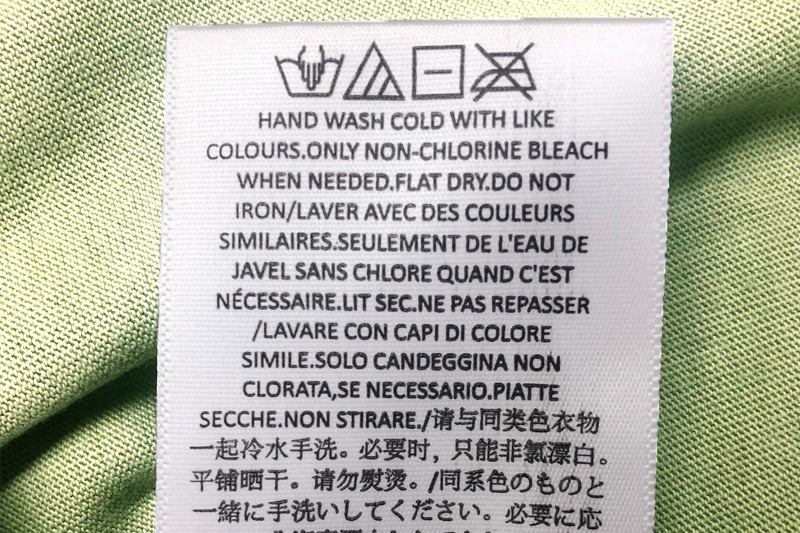 HAND WASH COLD WITH LIKE
COLOURS.ONLY NON-CHLORINE BLEACH
WHEN NEEDED.FLAT DRY.DO NOT
IRON/LAVER AVEC DES COULEURS
SIMILAIRES.SEULEMENT DE L'EAU DE
JAVEL SANS CHLORE QUAND C'EST
NÉCESSAIRE.LIT SEC.NE PAS REPASSER
/LAVARE CON CAPI DI COLORE
SIMILE.SOLO CANDEGGINA NON
CLORATA,SE NECESSARIO.PIATTE
SECCHE.NON STIRARE./请与同类色衣物
一起冷水手洗。必要时，只能非氯漂白。
平铺晒干。请勿熨烫。/同系色のものと
一緒に手洗いしてください。必要に応